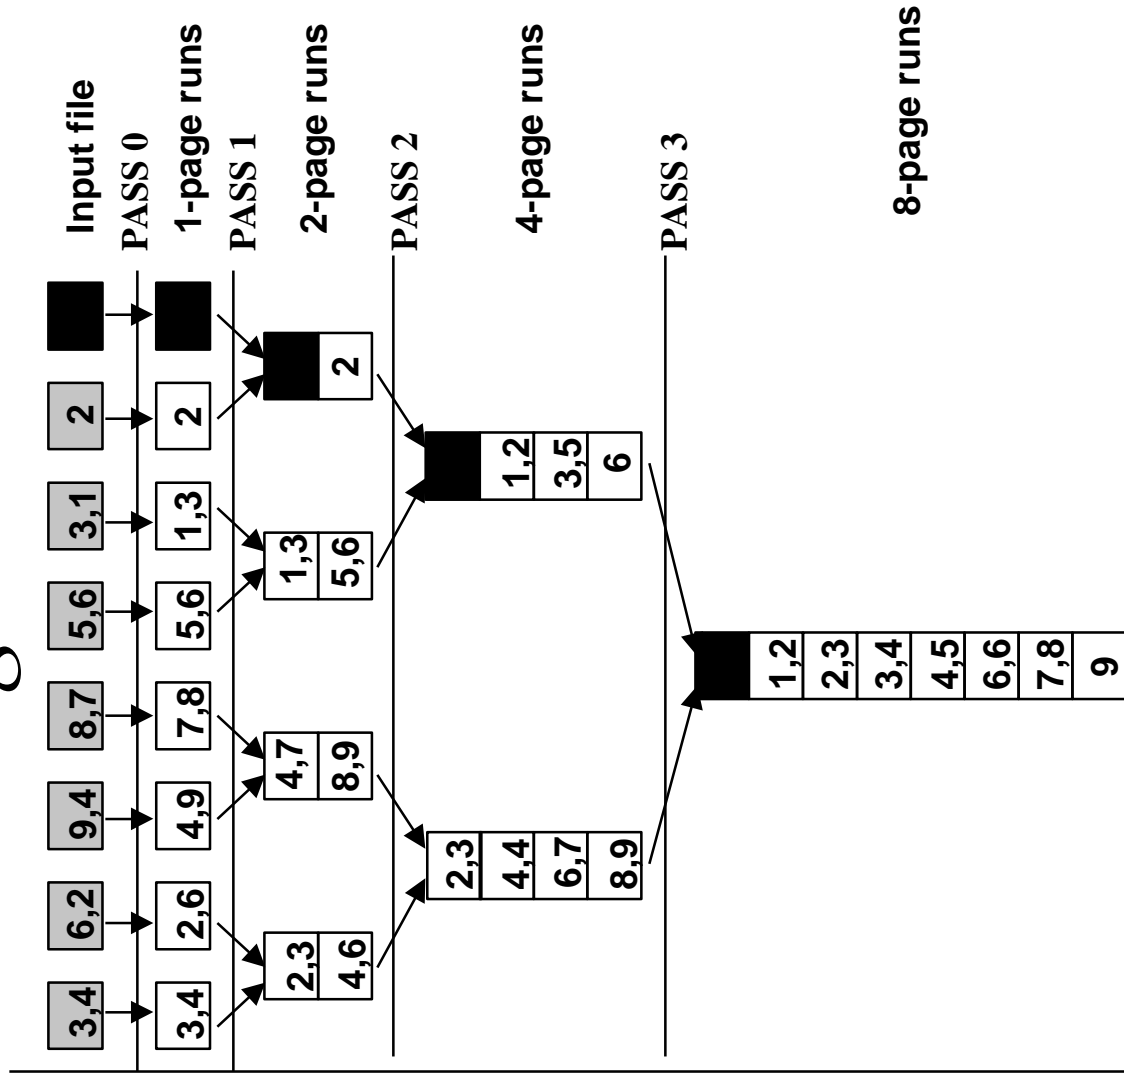 3,4 6,2 9,4 8,7 5,6 3,1 2 Input file
PASS 0
3,4 2,6 4,9 7,8 5,6 1,3 2 1-page runs
PASS 1
2,3 4,7 1,3 2-page runs
4,6 8,9 5,6 2
PASS 2
2,3
4,4 1,2 4-page runs
6,7 3,5
8,9 6
PASS 3
1,2
2,3
3,4
4,5
6,6
7,8
9
8-page runs